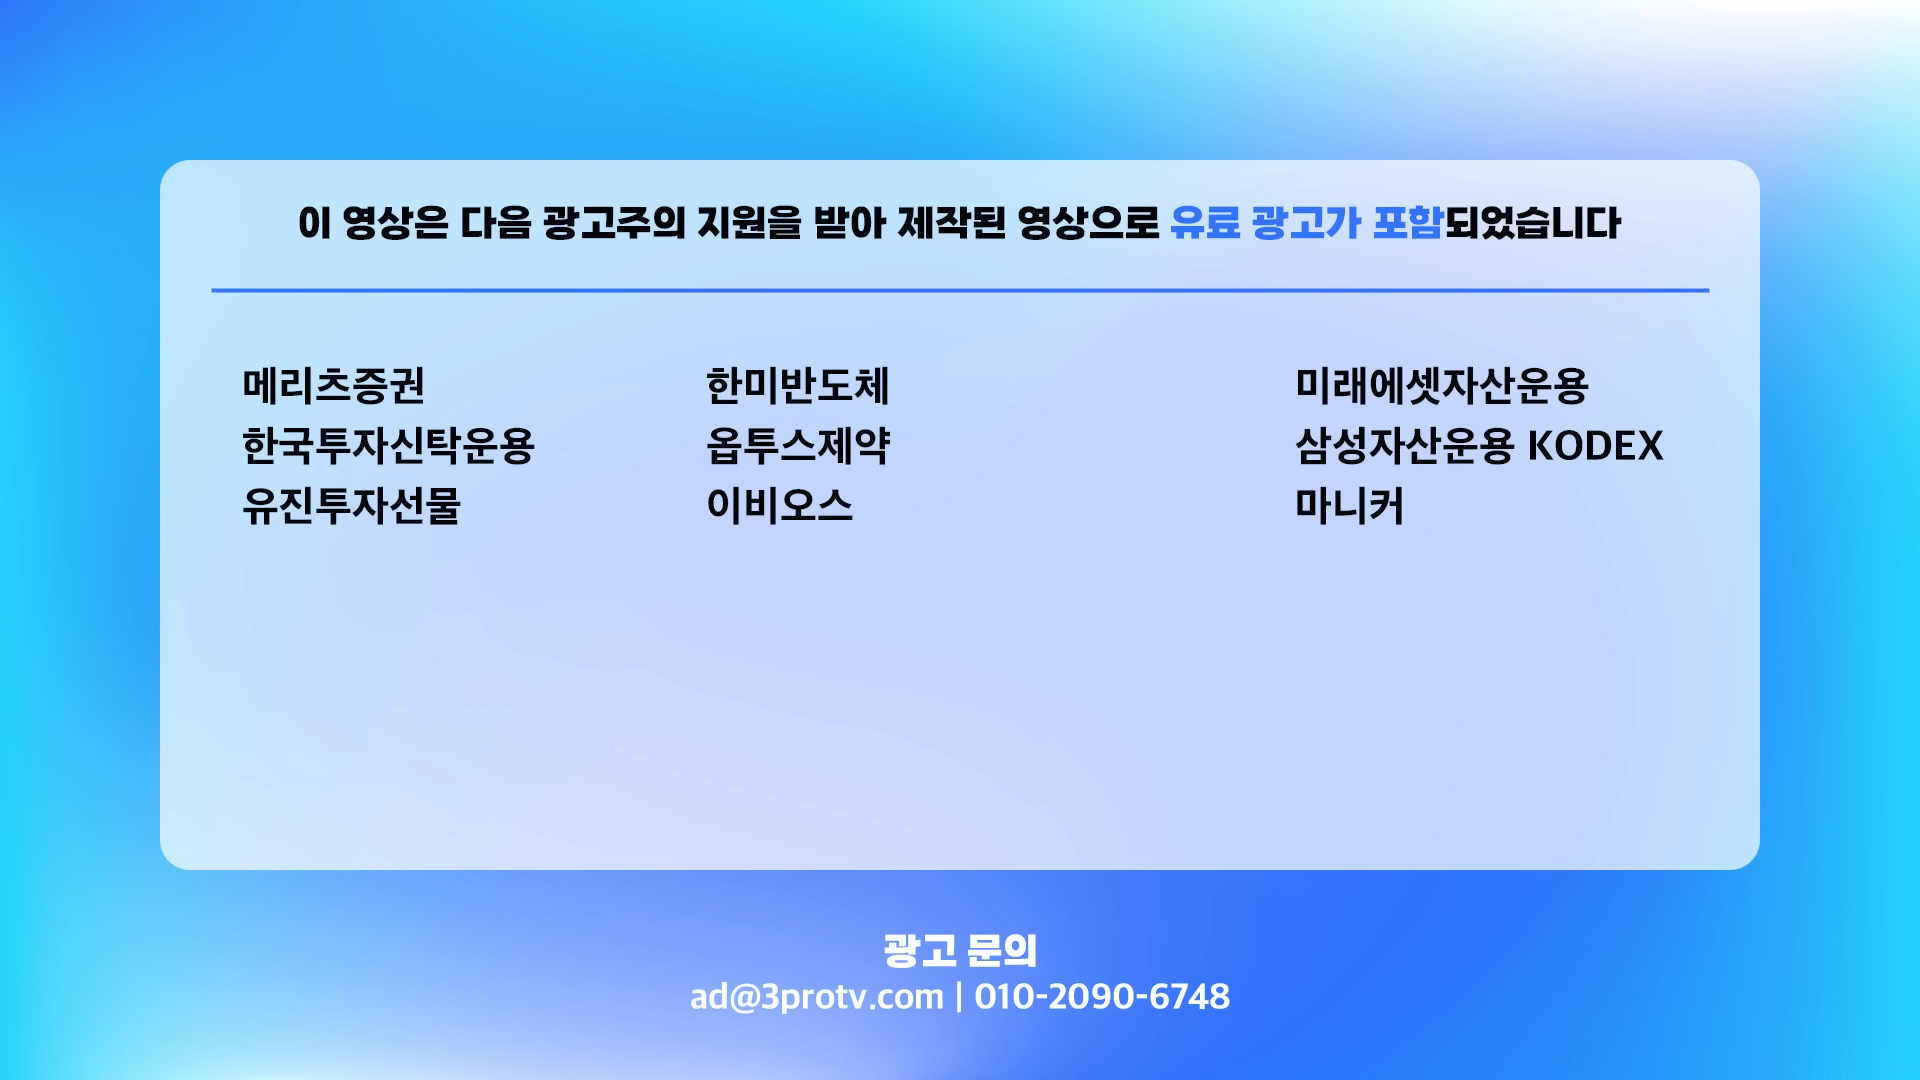 이 영상은 다음 광고주의 지원을 받아 제작된 영상으로 유료 광고가 포함되었습니다
메리츠증권
한국투자신탁운용
유진투자선물
한미반도체
옵투스제약
이비오스
미래에셋자산운용
삼성자산운용 KODEX
마니커
광고 문의
ad@3protv.com | 010-2090-6748